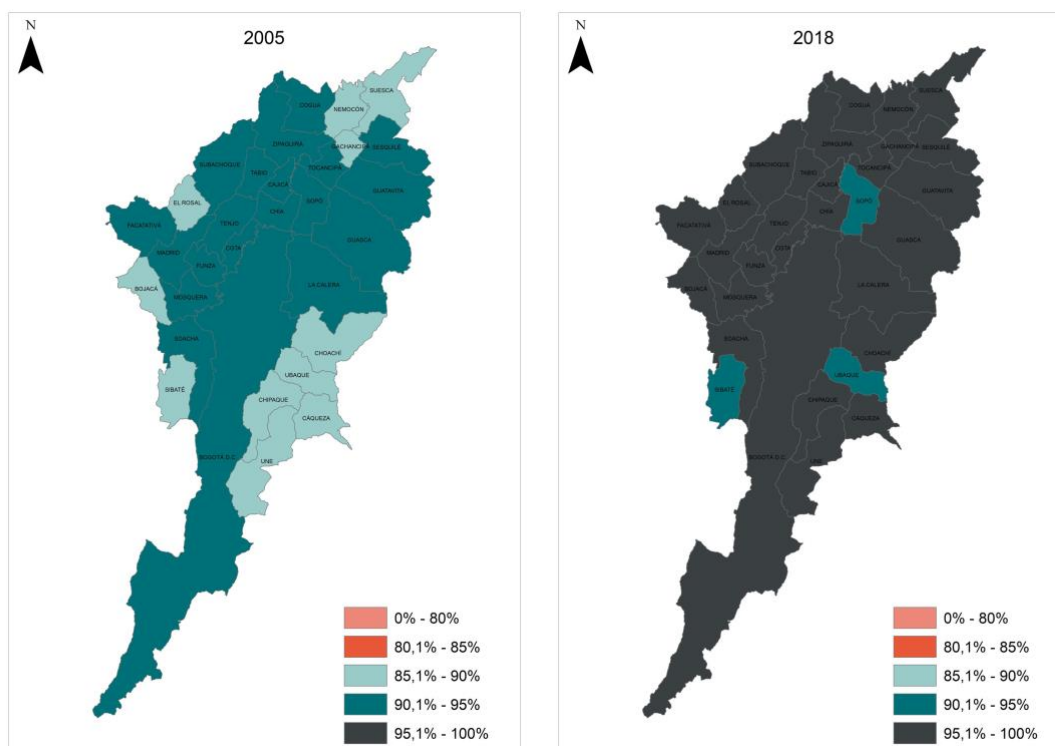 N
2005
SUESCA
COGUA
NEMOCÓN
GACHANCIPÁ
SESQUILÉ
ZIPAQUIRÁ
SUBACHOQUE
TOCANCIPÁ
TABIO
CAJICÁ
GUATAVITA
EL ROSAL
SOPÓ
CHÍA
FACATATIVÁ
TENJO
GUASCA
COTA
MADRID
FUNZA
LA CALERA
BOJACÁ
MOSQUERA
SOACHA
CHOACHÍ
UBAQUE
SIBATÉ
CHIPAQUE
CÁQUEZA
BOGOTÁ D.C.
UNE
0% - 80%
80,1% - 85%
85,1% - 90%
90,1% - 95%
95,1% - 100%
N
2018
SUESCA
COGUA
NEMOCÓN
GACHANCIPÁ
SESQUILÉ
ZIPAQUIRÁ
SUBACHOQUE
TOCANCIPÁ
TABIO
CAJICÁ
GUATAVITA
EL ROSAL
SOPÓ
CHÍA
FACATATIVÁ
TENJO
GUASCA
COTA
MADRID
FUNZA
LA CALERA
BOJACÁ
MOSQUERA
SOACHA
CHOACHÍ
UBAQUE
SIBATÉ
CHIPAQUE
CÁQUEZA
BOGOTÁ D.C.
UNE
0% - 80%
80,1% - 85%
85,1% - 90%
90,1% - 95%
95,1% - 100%